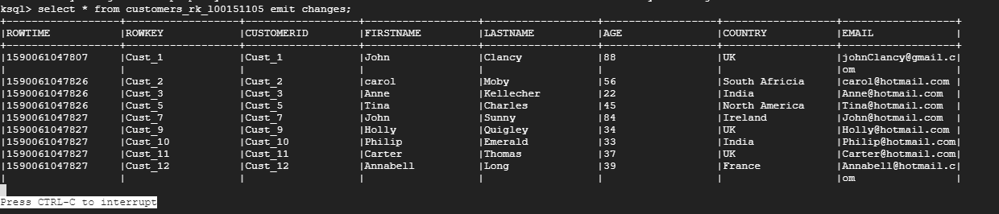 ksql> select * from customers_rk_l00151105 emit changes;
|ROWTIME |ROWKEY |CUSTOMERID |FIRSTNAME |LASTNAME |AGE |COUNTRY |EMAIL |
|1590061047807 |Cust_1 |Cust_1 |John |Clancy |88 |UK |johnClancy@gmail.c|
| | | | | | | |om |
|1590061047826 |Cust_2 |Cust_2 |carol |Moby |56 |South Africia |carol@hotmail.com |
|1590061047826 |Cust_3 |Cust_3 |Anne |Kellecher |22 |India |Anne@hotmail.com |
|1590061047826 |Cust_5 |Cust_5 |Tina |Charles |45 |North America |Tina@hotmail.com |
|1590061047827 |Cust_7 |Cust_7 |John |Sunny |84 |Ireland |John@hotmail.com |
|1590061047827 |Cust_9 |Cust_9 |Holly |Quigley |34 |UK |Holly@hotmail.com |
|1590061047827 |Cust_10 |Cust_10 |Philip |Emerald |33 |India |Philip@hotmail.com|
|1590061047827 |Cust_11 |Cust_11 |Carter |Thomas |37 |UK |Carter@hotmail.com|
|1590061047827 |Cust_12 |Cust_12 |Annabell |Long |39 |France |Annabell@hotmail.c|
| | | | | | | |om |
Press CTRL-C to interrupt